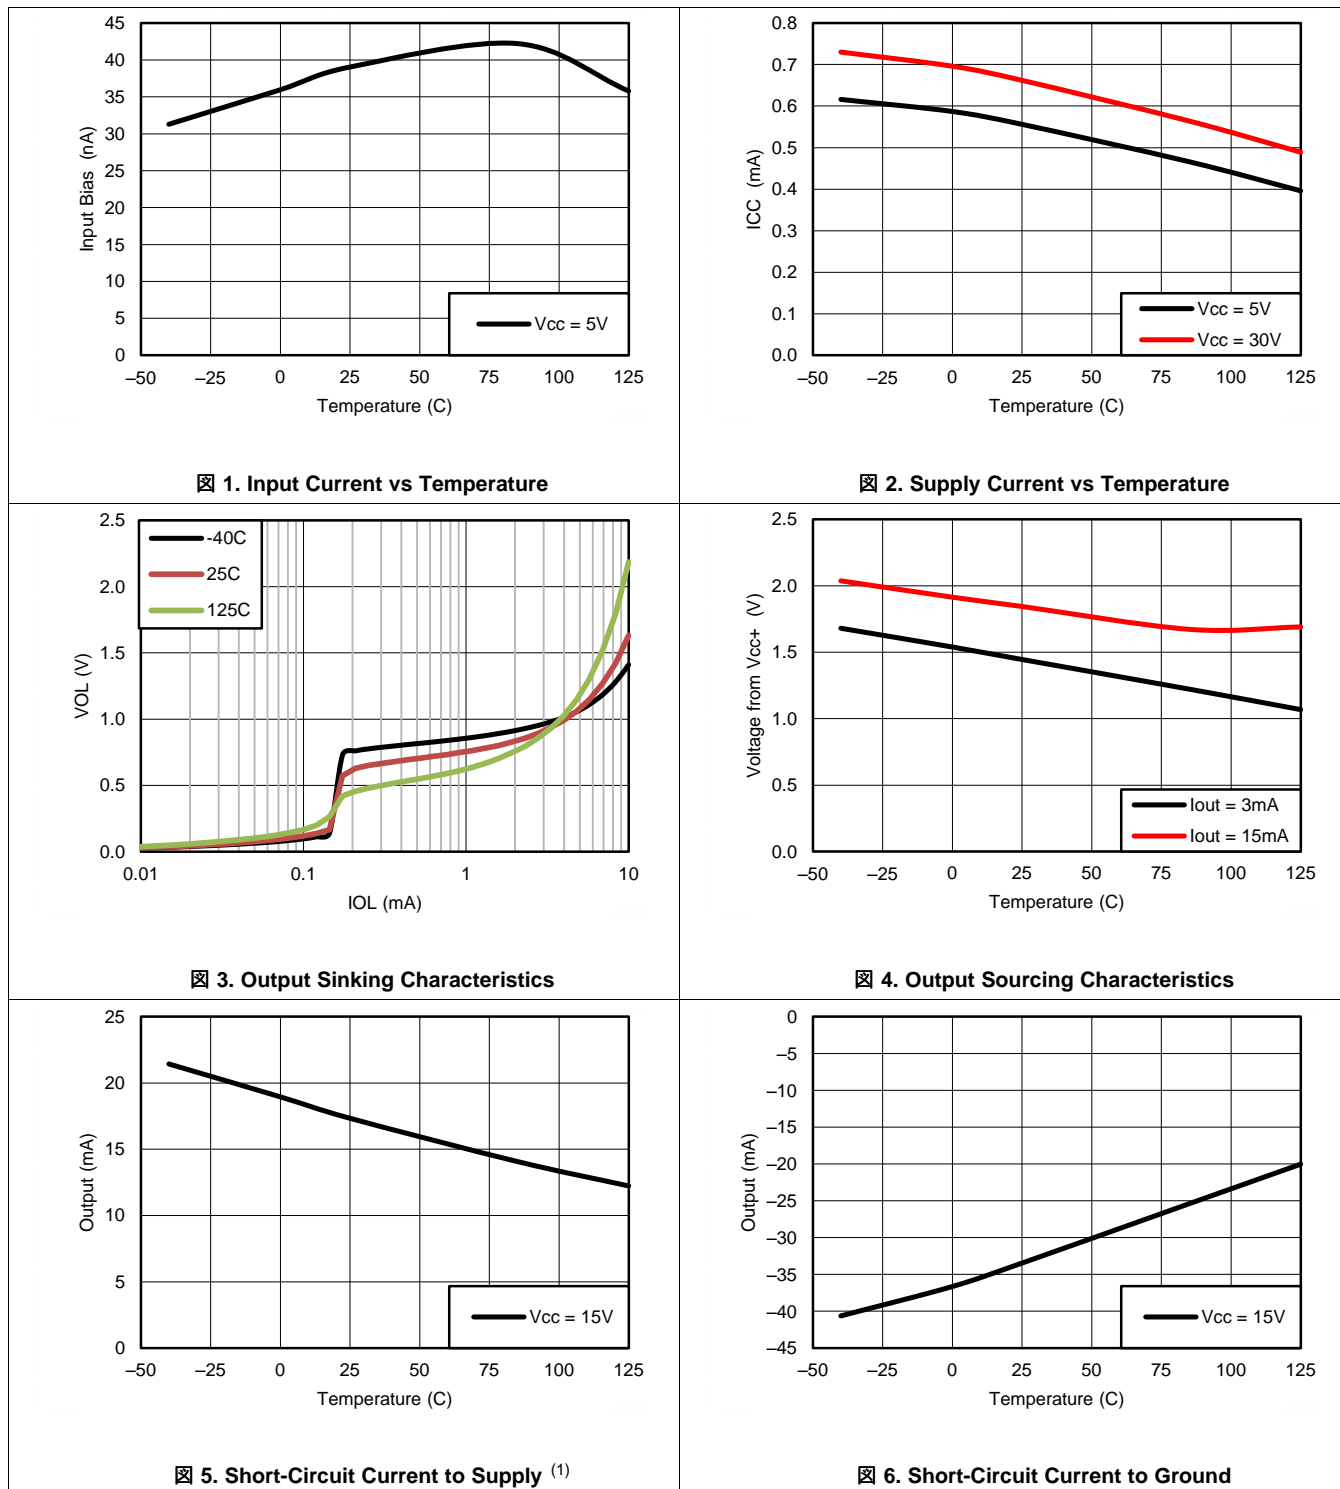 45
40
35
30
25
20
15
10
5
0
Input Bias (nA)
Vcc = 5V
–50 –25 0 25 50 75 100 125
Temperature (C)
図 1. Input Current vs Temperature
0.8
0.7
0.6
0.5
0.4
0.3
0.2
0.1
0.0
ICC (mA)
Vcc = 5V
Vcc = 30V
–50 –25 0 25 50 75 100 125
Temperature (C)
図 2. Supply Current vs Temperature
2.5
2.0
1.5
1.0
0.5
0.0
VOL (V)
-40C
25C
125C
0.01 0.1 1 10
IOL (mA)
図 3. Output Sinking Characteristics
2.5
2.0
1.5
1.0
0.5
0.0
Voltage from Vcc+ (V)
Iout = 3mA
Iout = 15mA
–50 –25 0 25 50 75 100 125
Temperature (C)
図 4. Output Sourcing Characteristics
25
20
15
10
5
0
Output (mA)
Vcc = 15V
–50 –25 0 25 50 75 100 125
Temperature (C)
図 5. Short-Circuit Current to Supply (1)
0
–5
–10
–15
–20
–25
–30
–35
–40
–45
Output (mA)
Vcc = 15V
–50 –25 0 25 50 75 100 125
Temperature (C)
図 6. Short-Circuit Current to Ground